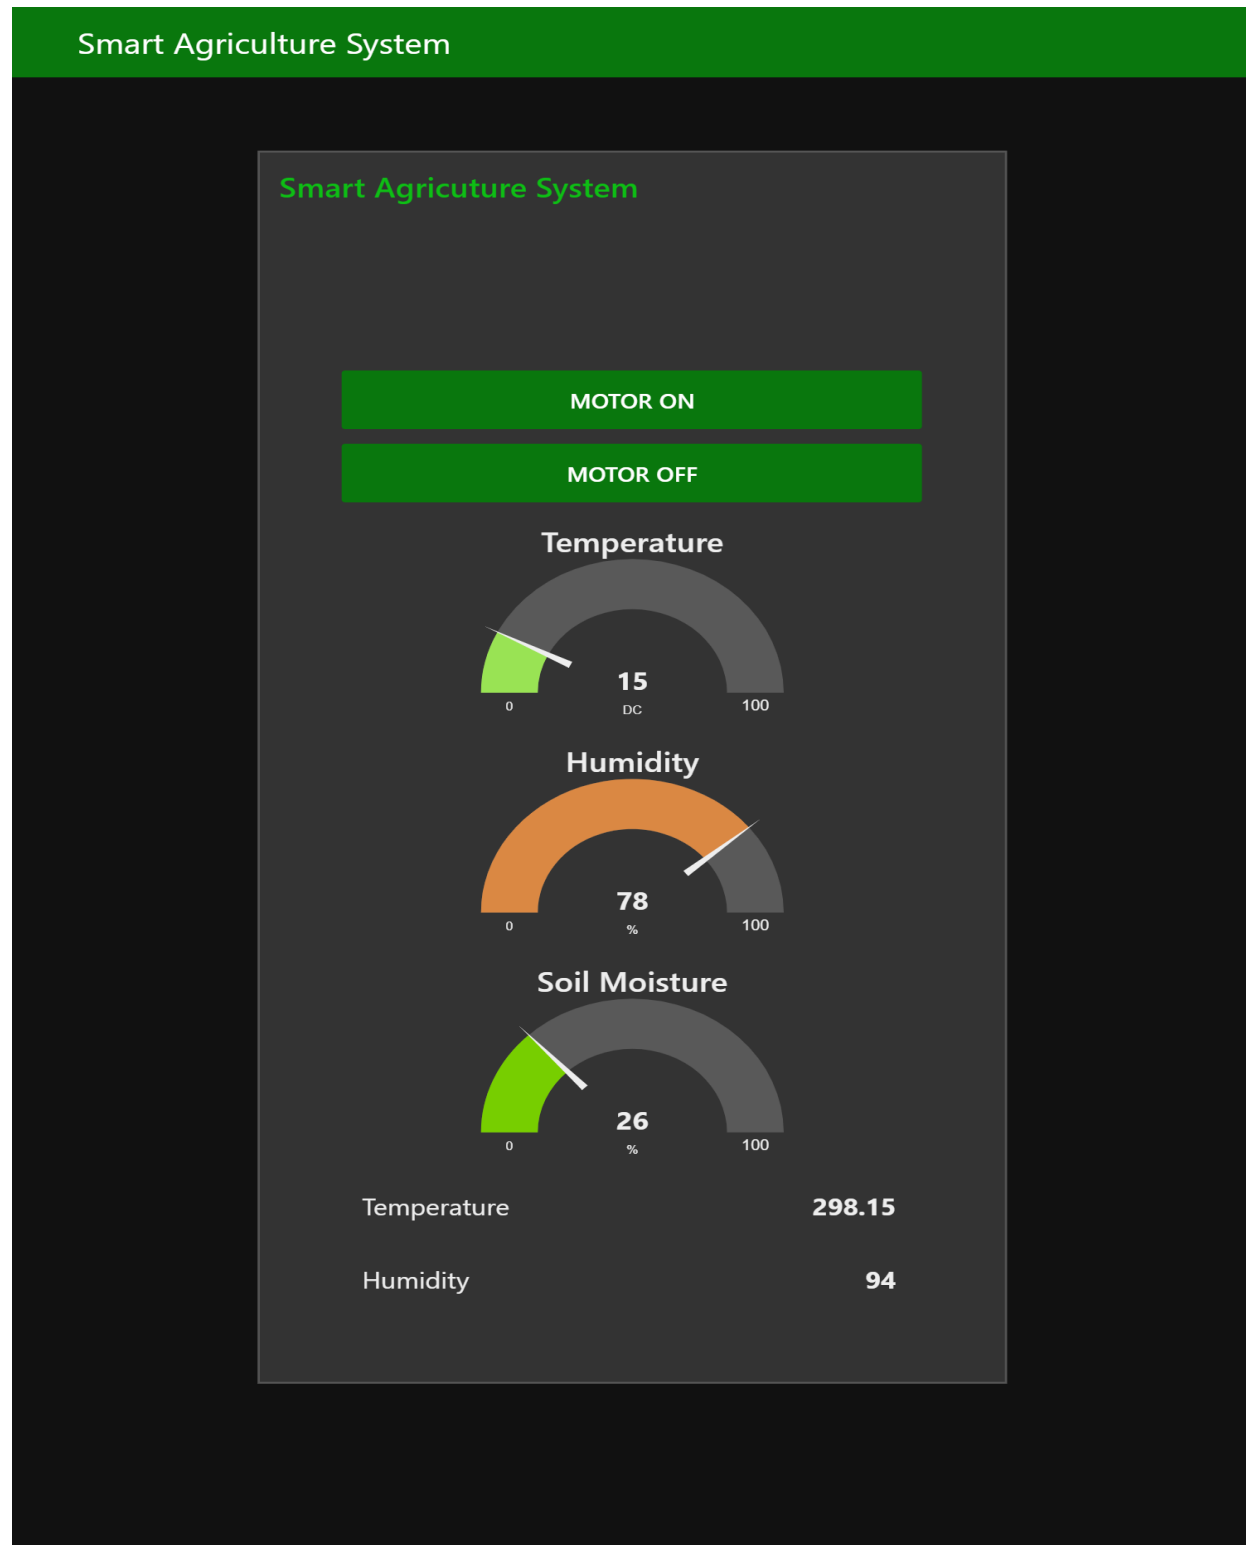 Smart Agriculture System
Smart Agricuture System
MOTOR ON
MOTOR OFF
Temperature
15
DC
0
100
Humidity
78
%
0
100
Soil Moisture
26
%
0
100
Temperature 298.15
Humidity 94